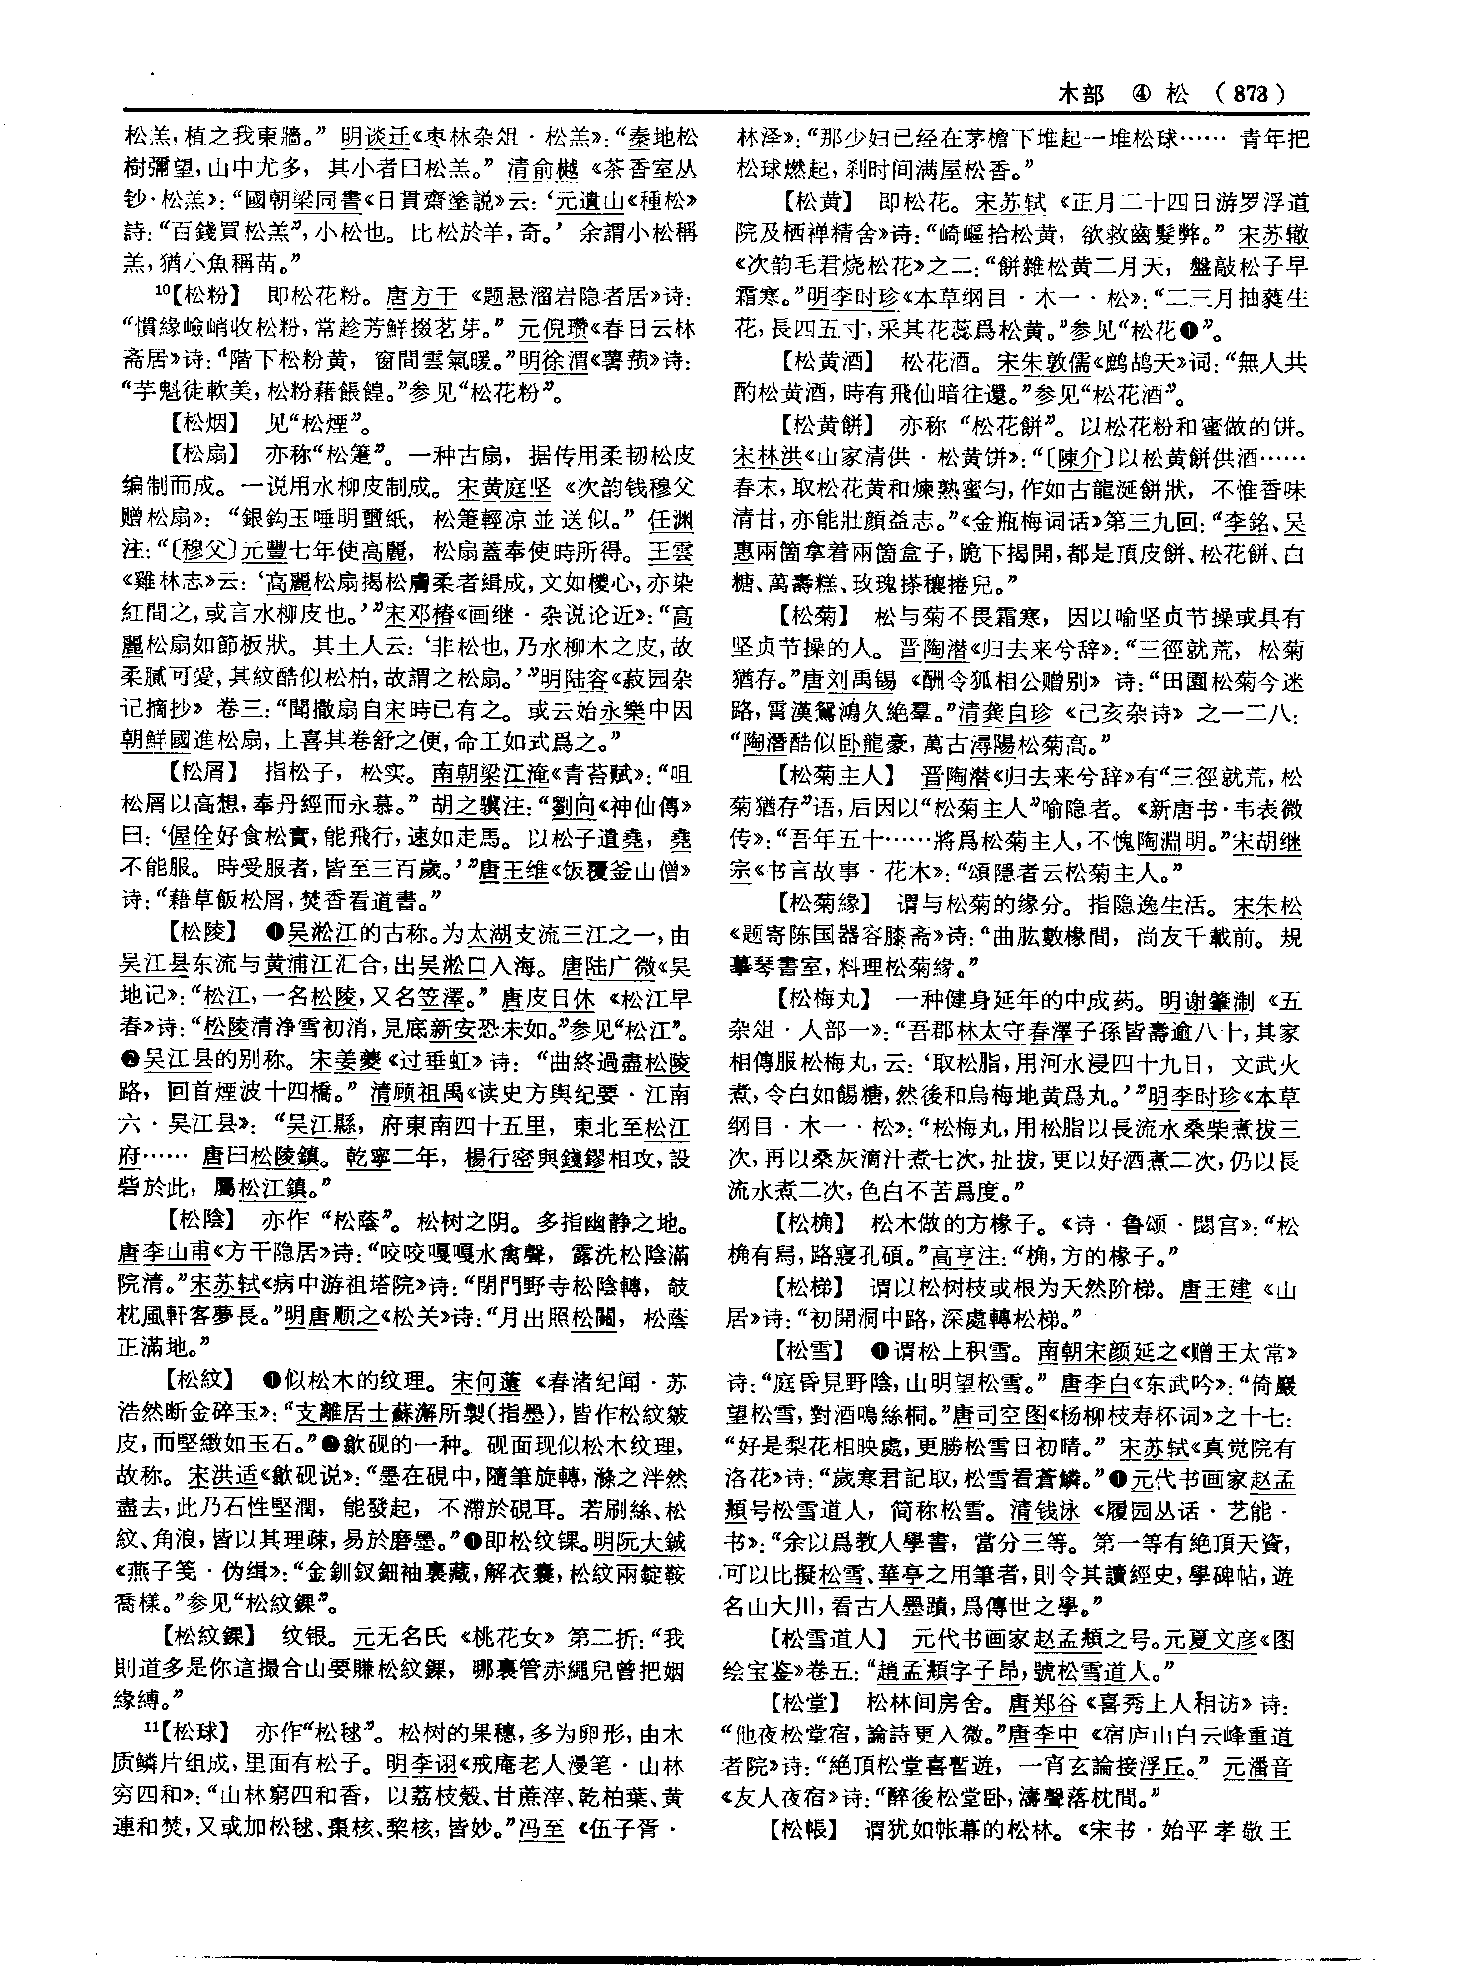 木部 ④ 松 (873)
松羔，植之我東牆。”明谈迁《枣林杂俎·松羔》：“秦地松
樹彌望，山中尤多，其小者曰松羔。”清俞樾《茶香室丛
钞·松羔》：“國朝梁同書《日貫齋塗説》云：‘元遺山《種松》
詩：“百錢買松羔”，小松也。比松於羊，奇。’余謂小松稱
羔，猶小魚稱苗。”
¹⁰【松粉】 即松花粉。唐方干《题悬溜岩隐者居》诗：
“慣緣嶮峭收松粉，常趁芳鮮掇茗芽。”元倪瓚《春日云林
斋居》诗：“階下松粉黄，窗間雲氣暖。”明徐渭《薯蓣》诗：
“芋魁徒軟美，松粉藉餦餭。”参见“松花粉”。
【松烟】 见“松煙”。
【松扇】 亦称“松箑”。一种古扇，据传用柔韧松皮
编制而成。一说用水柳皮制成。宋黄庭坚《次韵钱穆父
赠松扇》：“銀鈎玉唾明蠒紙，松箑輕凉並送似。”任渊
注：“〔穆父〕元豐七年使高麗，松扇蓋奉使時所得。王雲
《雞林志》云：‘高麗松扇揭松膚柔者緝成，文如椶心，亦染
紅間之，或言水柳皮也。’”宋邓椿《画继·杂说论近》：“高
麗松扇如節板狀。其土人云：‘非松也，乃水柳木之皮，故
柔膩可愛，其紋酷似松柏，故謂之松扇。’”明陆容《菽园杂
记摘抄》卷三：“聞撒扇自宋時已有之。或云始永樂中因
朝鮮國進松扇，上喜其卷舒之便，命工如式爲之。”
【松屑】 指松子，松实。南朝梁江淹《青苔赋》：“咀
松屑以高想，奉丹經而永慕。”胡之骥注：“劉向《神仙傳》
曰：‘偓佺好食松實，能飛行，速如走馬。以松子遺堯，堯
不能服。時受服者，皆至三百歲。’”唐王维《饭覆釜山僧》
诗：“藉草飯松屑，焚香看道書。”
【松陵】 ❶吴淞江的古称。为太湖支流三江之一，由
吴江县东流与黄浦江汇合，出吴淞口入海。唐陆广微《吴
地记》：“松江，一名松陵，又名笠澤。”唐皮日休《松江早
春》诗：“松陵清净雪初消，見底新安恐未如。”参见“松江”。
❷吴江县的别称。宋姜夔《过垂虹》诗：“曲終過盡松陵
路，回首煙波十四橋。”清顾祖禹《读史方舆纪要·江南
六·吴江县》：“吴江縣，府東南四十五里，東北至松江
府……唐曰松陵鎮。乾寧二年，楊行密與錢鏐相攻，設
砦於此，屬松江鎮。”
【松陰】 亦作“松蔭”。松树之阴。多指幽静之地。
唐李山甫《方干隐居》诗：“咬咬嘎嘎水禽聲，露洗松陰滿
院清。”宋苏轼《病中游祖塔院》诗：“閉門野寺松陰轉，敧
枕風軒客夢長。”明唐顺之《松关》诗：“月出照松關，松蔭
正滿地。”
【松紋】 ❶似松木的纹理。宋何薳《春渚纪闻·苏
浩然断金碎玉》：“支離居士蘇澥所製（指墨），皆作松紋皴
皮，而堅緻如玉石。”❷歙砚的一种。砚面现似松木纹理，
故称。宋洪适《歙砚说》：“墨在硯中，隨筆旋轉，滌之泮然
盡去，此乃石性堅潤，能發起，不滯於硯耳。若刷絲、松
紋、角浪，皆以其理疎，易於磨墨。”❸即松纹锞。明阮大鋮
《燕子笺·伪缉》：“金釧釵鈿袖裏藏，解衣囊，松紋兩錠鞍
喬樣。”参见“松紋錁”。
【松紋錁】 纹银。元无名氏《桃花女》第二折：“我
則道多是你這撮合山要賺松紋錁，哪裏管赤繩兒曾把姻
緣縛。”
¹¹【松球】 亦作“松毬”。松树的果穗，多为卵形，由木
质鳞片组成，里面有松子。明李诩《戒庵老人漫笔·山林
穷四和》：“山林窮四和香，以荔枝殼、甘蔗滓、乾柏葉、黄
連和焚，又或加松毬、棗核、棃核，皆妙。”冯至《伍子胥·
林泽》：“那少妇已经在茅檐下堆起一堆松球……青年把
松球燃起，刹时间满屋松香。”
【松黄】 即松花。宋苏轼《正月二十四日游罗浮道
院及栖禅精舍》诗：“崎嶇拾松黄，欲救齒髮弊。”宋苏辙
《次韵毛君烧松花》之二：“餅雜松黄二月天，盤敲松子早
霜寒。”明李时珍《本草纲目·木一·松》：“二三月抽蕤生
花，長四五寸，采其花蕊爲松黄。”参见“松花❶”。
【松黄酒】 松花酒。宋朱敦儒《鹧鸪天》词：“無人共
酌松黄酒，時有飛仙暗往還。”参见“松花酒”。
【松黄餅】 亦称“松花餅”。以松花粉和蜜做的饼。
宋林洪《山家清供·松黄饼》：“〔陳介〕以松黄餅供酒……
春末，取松花黄和煉熟蜜匀，作如古龍涎餅狀，不惟香味
清甘，亦能壯顔益志。”《金瓶梅词话》第三九回：“李銘、吴
惠兩箇拿着兩箇盒子，跪下揭開，都是頂皮餅、松花餅、白
糖、萬壽糕、玫瑰搽穰捲兒。”
【松菊】 松与菊不畏霜寒，因以喻坚贞节操或具有
坚贞节操的人。晋陶潜《归去来兮辞》：“三徑就荒，松菊
猶存。”唐刘禹锡《酬令狐相公赠别》诗：“田園松菊今迷
路，霄漢鴛鴻久絶羣。”清龚自珍《己亥杂诗》之一二八：
“陶潛酷似卧龍豪，萬古潯陽松菊高。”
【松菊主人】 晋陶潜《归去来兮辞》有“三徑就荒，松
菊猶存”语，后因以“松菊主人”喻隐者。《新唐书·韦表微
传》：“吾年五十……將爲松菊主人，不愧陶淵明。”宋胡继
宗《书言故事·花木》：“頌隱者云松菊主人。”
【松菊緣】 谓与松菊的缘分。指隐逸生活。宋朱松
《题寄陈国器容膝斋》诗：“曲肱數椽間，尚友千載前。規
摹琴書室，料理松菊緣。”
【松梅丸】 一种健身延年的中成药。明谢肇淛《五
杂俎·人部一》：“吾郡林太守春澤子孫皆壽逾八十，其家
相傳服松梅丸，云：‘取松脂，用河水浸四十九日，文武火
煮，令白如餳糖，然後和烏梅地黄爲丸。’”明李时珍《本草
纲目·木一·松》：“松梅丸，用松脂以長流水桑柴煮拔三
次，再以桑灰滴汁煮七次，扯拔，更以好酒煮二次，仍以長
流水煮二次，色白不苦爲度。”
【松桷】 松木做的方椽子。《诗·鲁颂·閟宫》：“松
桷有舄，路寢孔碩。”高亨注：“桷，方的椽子。”
【松梯】 谓以松树枝或根为天然阶梯。唐王建《山
居》诗：“初開洞中路，深處轉松梯。”
【松雪】 ❶谓松上积雪。南朝宋颜延之《赠王太常》
诗：“庭昏見野陰，山明望松雪。”唐李白《东武吟》：“倚巖
望松雪，對酒鳴絲桐。”唐司空图《杨柳枝寿杯词》之十七：
“好是梨花相映處，更勝松雪日初晴。”宋苏轼《真觉院有
洛花》诗：“歲寒君記取，松雪看蒼鱗。”❷元代书画家赵孟
頫号松雪道人，简称松雪。清钱泳《履园丛话·艺能·
书》：“余以爲教人學書，當分三等。第一等有絶頂天資，
可以比擬松雪、華亭之用筆者，則令其讀經史，學碑帖，遊
名山大川，看古人墨蹟，爲傳世之學。”
【松雪道人】 元代书画家赵孟頫之号。元夏文彦《图
绘宝鉴》卷五：“趙孟頫字子昂，號松雪道人。”
【松堂】 松林间房舍。唐郑谷《喜秀上人相访》诗：
“他夜松堂宿，論詩更入微。”唐李中《宿庐山白云峰重道
者院》诗：“絶頂松堂喜暫遊，一宵玄論接浮丘。”元潘音
《友人夜宿》诗：“醉後松堂卧，濤聲落枕間。”
【松帳】 谓犹如帐幕的松林。《宋书·始平孝敬王